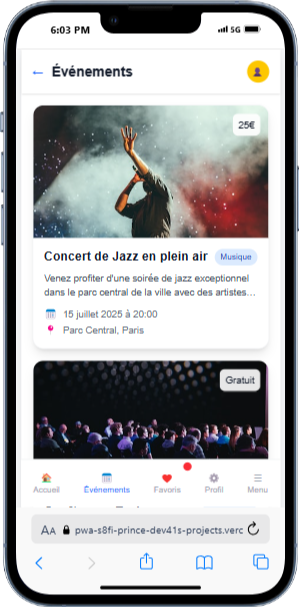 6:03 PM
5G
← Événements
25€
Concert de Jazz en plein air
Musique
Venez profiter d'une soirée de jazz exceptionnel
dans le parc central de la ville avec des artistes...
15 juillet 2025 à 20:00
Parc Central, Paris
Gratuit
Accueil
Événements
Favoris
Profil
Menu
AA
pwa-s8fi-prince-dev41s-projects.verc